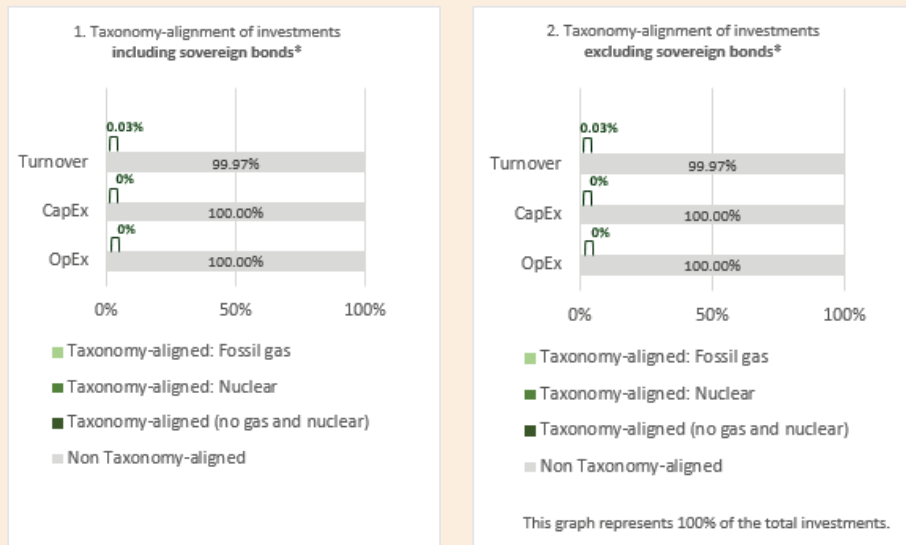 1. Taxonomy-alignment of investments
including sovereign bonds*
0.03%
Turnover 99.97%
0%
CapEx 100.00%
0%
OpEx 100.00%
0% 50% 100%
Taxonomy-aligned: Fossil gas
Taxonomy-aligned: Nuclear
Taxonomy-aligned (no gas and nuclear)
Non Taxonomy-aligned
2. Taxonomy-alignment of investments
excluding sovereign bonds*
0.03%
Turnover 99.97%
0%
CapEx 100.00%
0%
OpEx 100.00%
0% 50% 100%
Taxonomy-aligned: Fossil gas
Taxonomy-aligned: Nuclear
Taxonomy-aligned (no gas and nuclear)
Non Taxonomy-aligned
This graph represents 100% of the total investments.